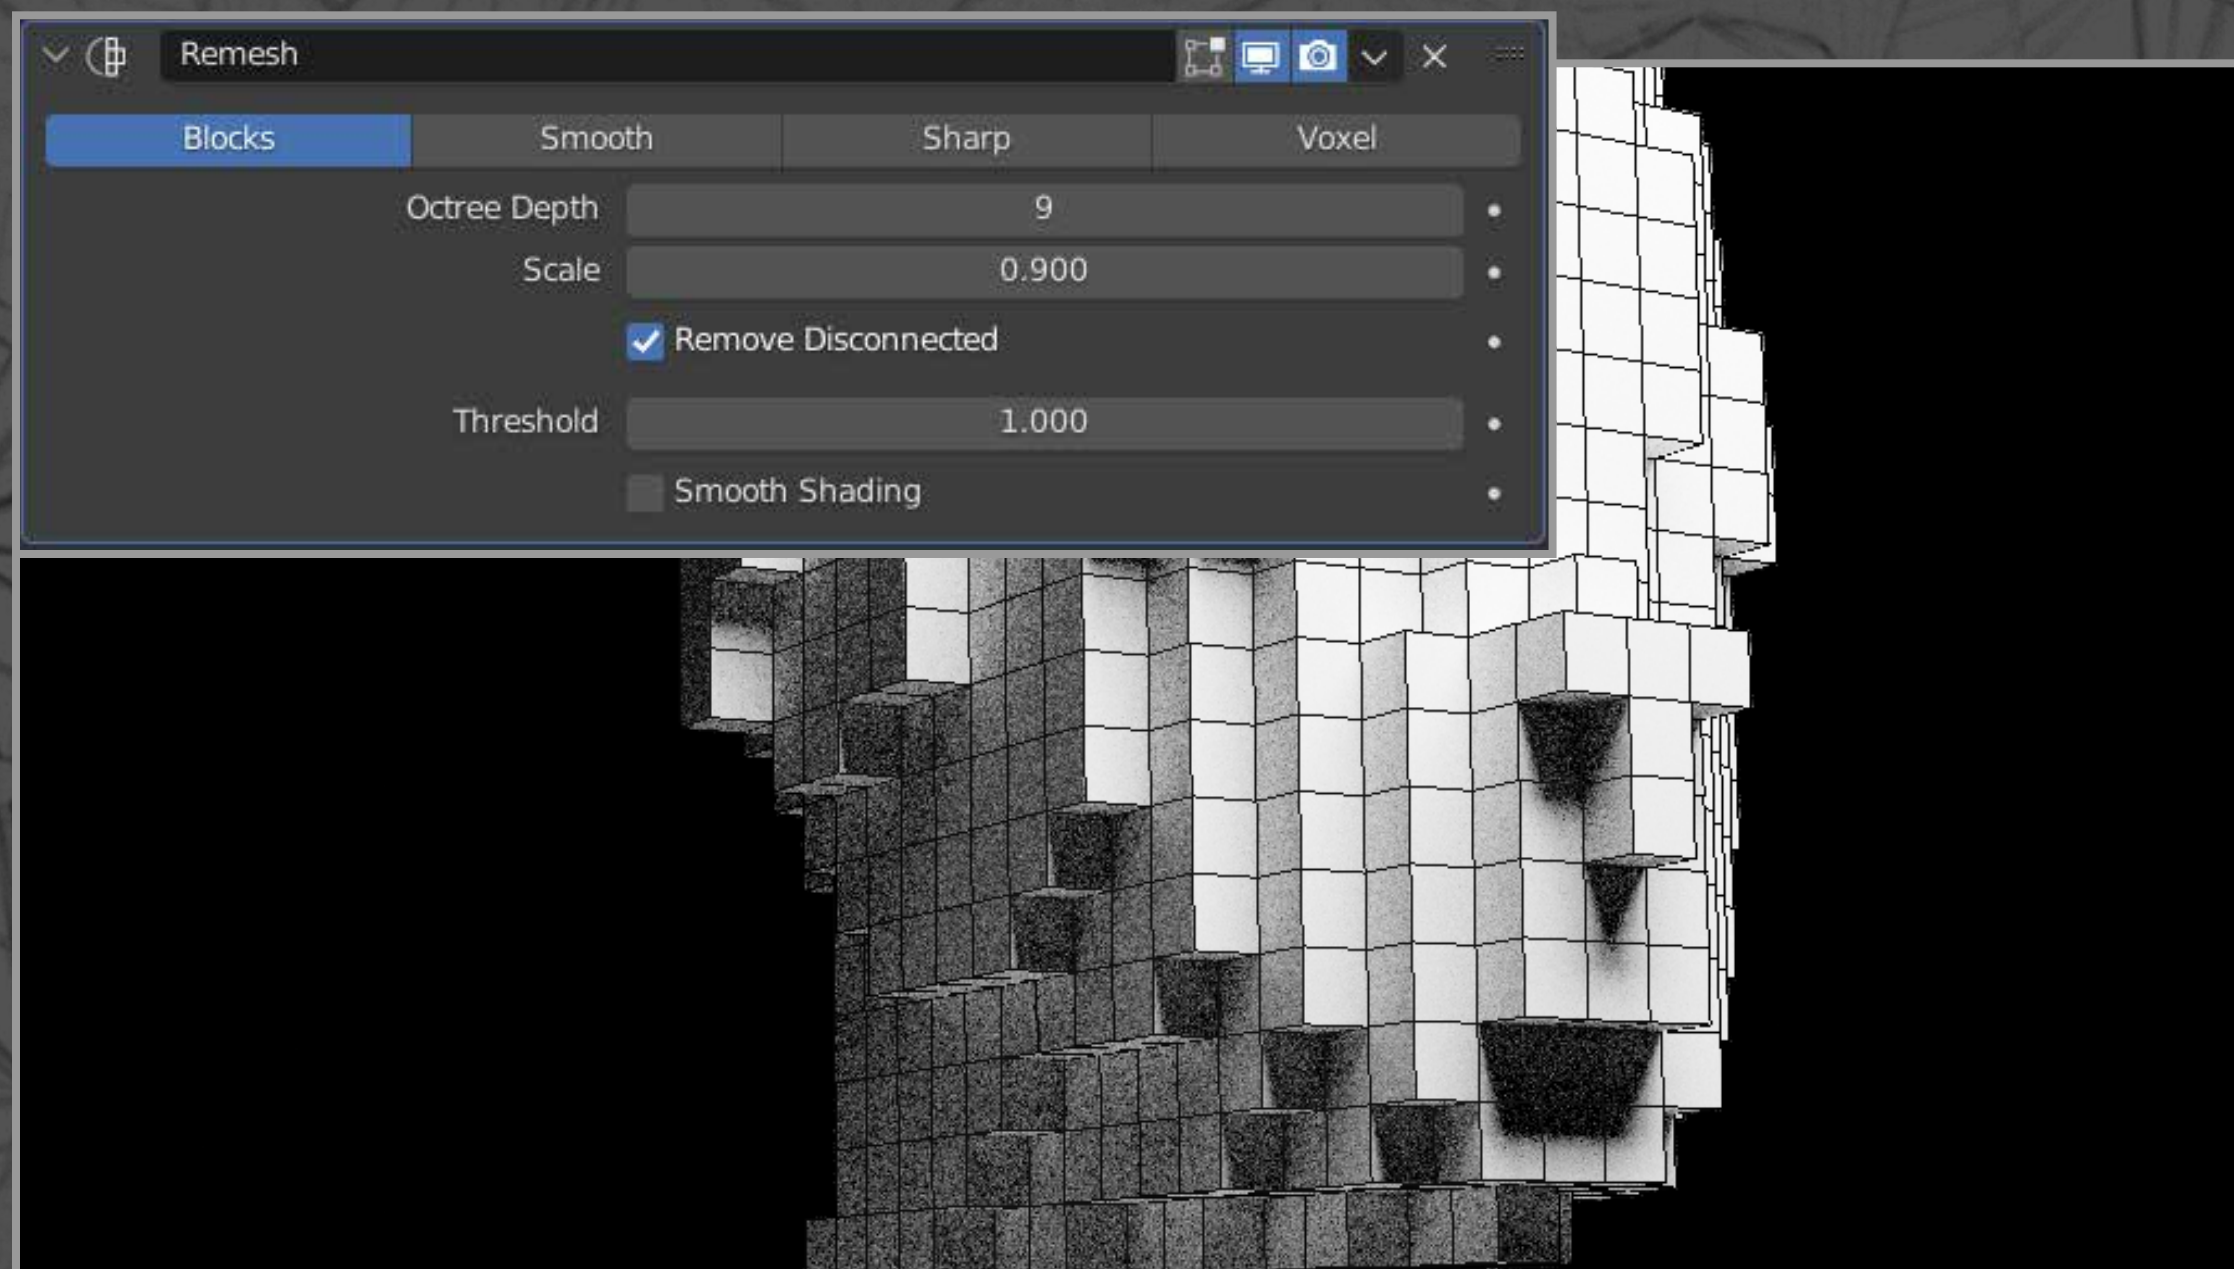 Remesh
Blocks Smooth Sharp Voxel
Octree Depth 9
Scale 0.900
Remove Disconnected
Threshold 1.000
Smooth Shading